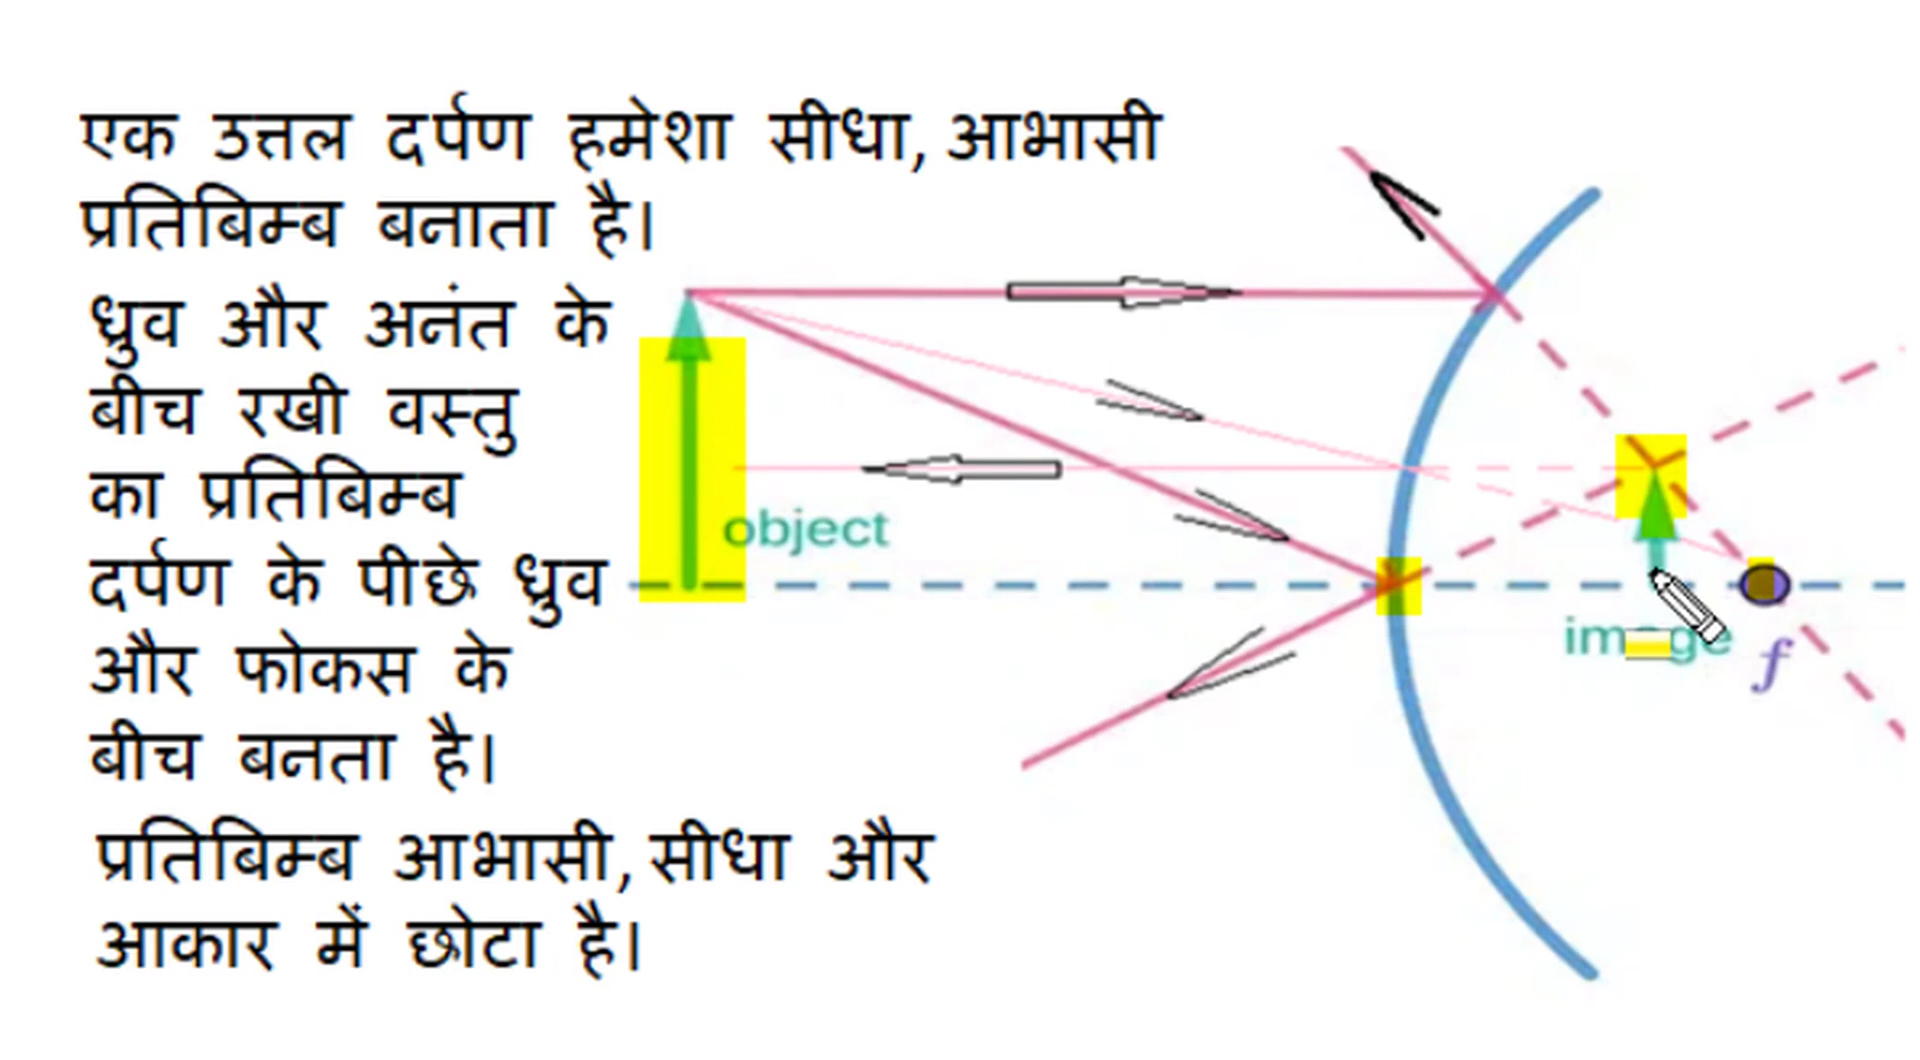 एक उत्तल दर्पण हमेशा सीधा, आभासी
प्रतिबिम्ब बनाता है।
ध्रुव और अनंत के
बीच रखी वस्तु
का प्रतिबिम्ब
दर्पण के पीछे ध्रुव
और फोकस के
बीच बनता है।
प्रतिबिम्ब आभासी, सीधा और
आकार में छोटा है।
object
image
f